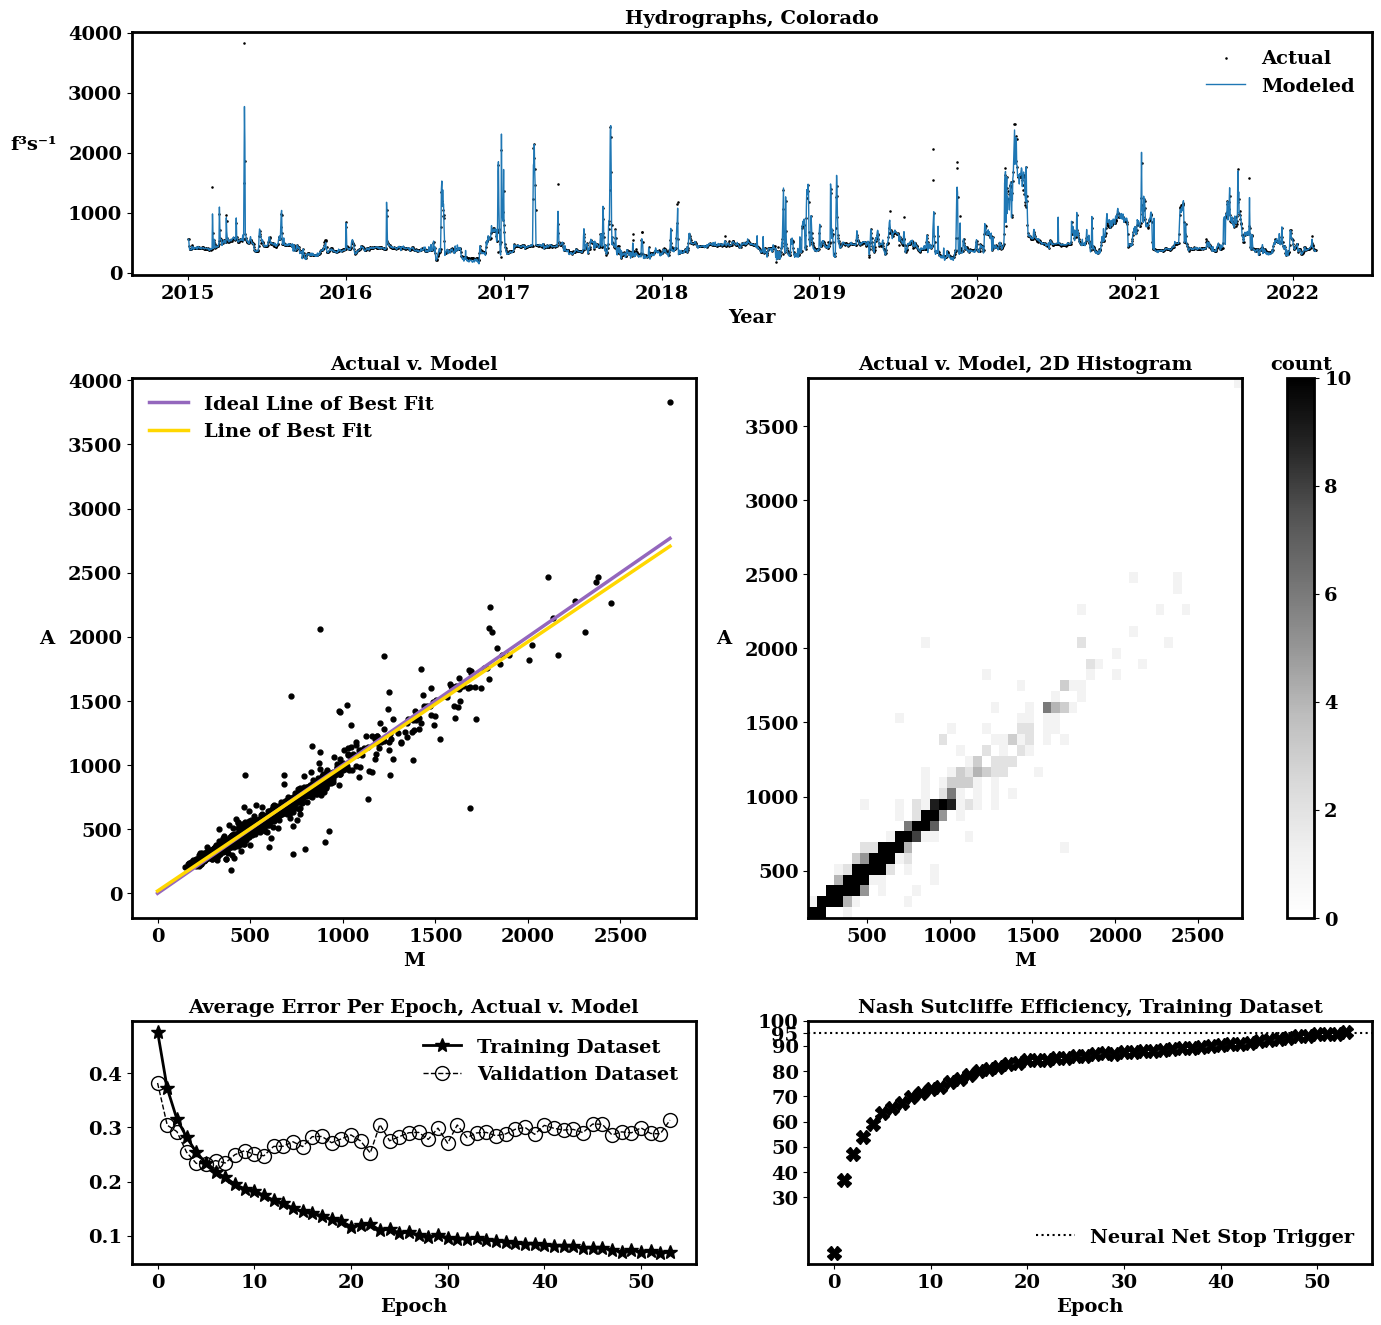 Hydrographs, Colorado
4000
3000
2000
1000
0
f³s⁻¹
Actual
Modeled
2015 2016 2017 2018 2019 2020 2021 2022
Year
Actual v. Model
4000
3500
3000
2500
2000
1500
1000
500
0
A
Ideal Line of Best Fit
Line of Best Fit
0 500 1000 1500 2000 2500
M
Actual v. Model, 2D Histogram
3500
3000
2500
2000
1500
1000
500
A
500 1000 1500 2000 2500
M
count
10
8
6
4
2
0
Average Error Per Epoch, Actual v. Model
0.4
0.3
0.2
0.1
Training Dataset
Validation Dataset
0 10 20 30 40 50
Epoch
Nash Sutcliffe Efficiency, Training Dataset
100
95
90
80
70
60
50
40
30
Neural Net Stop Trigger
0 10 20 30 40 50
Epoch